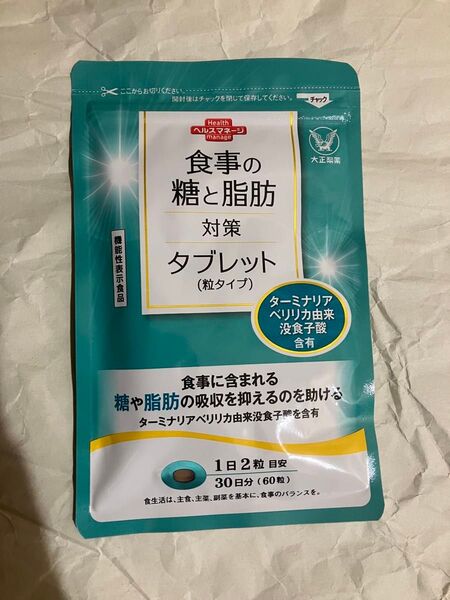 ここからお切りください。
開封後はチャックを閉じて保存してください。
チャック
Health
ヘルスマネージ
manage
大正製薬
食事の
糖と脂肪
対策
タブレット
(粒タイプ)
機能性表示食品
ターミナリア
ベリリカ由来
没食子酸
含有
食事に含まれる
糖や脂肪の吸収を抑えるのを助ける
ターミナリアベリリカ由来没食子酸を含有
1日2粒目安
30日分(60粒)
食生活は、主食、主菜、副菜を基本に、食事のバランスを。